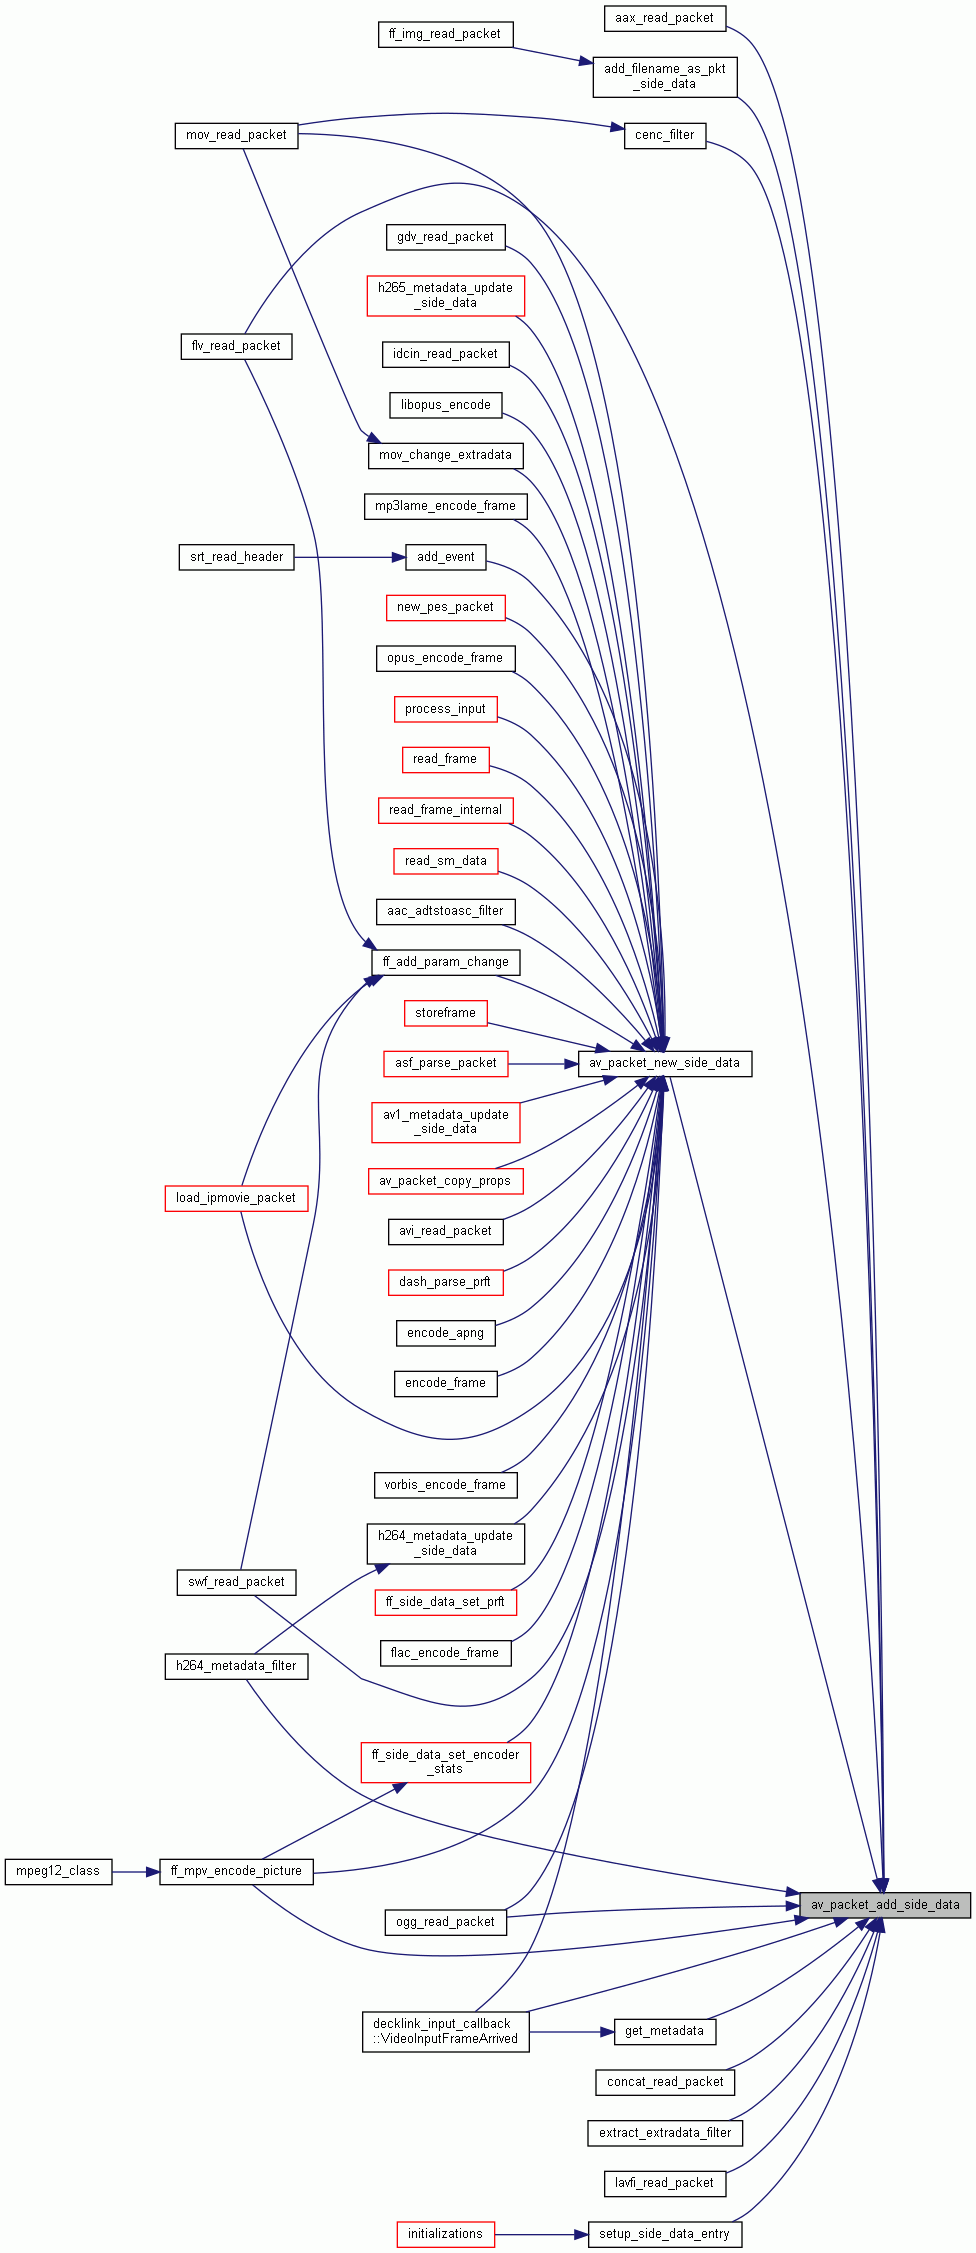 aax_read_packet
ff_img_read_packet
add_filename_as_pkt
_side_data
mov_read_packet
cenc_filter
gdv_read_packet
h265_metadata_update
_side_data
flv_read_packet
idcin_read_packet
libopus_encode
mov_change_extradata
mp3lame_encode_frame
srt_read_header
add_event
new_pes_packet
opus_encode_frame
process_input
read_frame
read_frame_internal
read_sm_data
aac_adtstoasc_filter
ff_add_param_change
storeframe
asf_parse_packet
av_packet_new_side_data
av1_metadata_update
_side_data
av_packet_copy_props
load_ipmovie_packet
avi_read_packet
dash_parse_prft
encode_apng
encode_frame
vorbis_encode_frame
h264_metadata_update
_side_data
swf_read_packet
ff_side_data_set_prft
flac_encode_frame
h264_metadata_filter
ff_side_data_set_encoder
_stats
mpeg12_class
ff_mpv_encode_picture
av_packet_add_side_data
ogg_read_packet
decklink_input_callback
::VideoInputFrameArrived
get_metadata
concat_read_packet
extract_extradata_filter
lavfi_read_packet
initializations
setup_side_data_entry